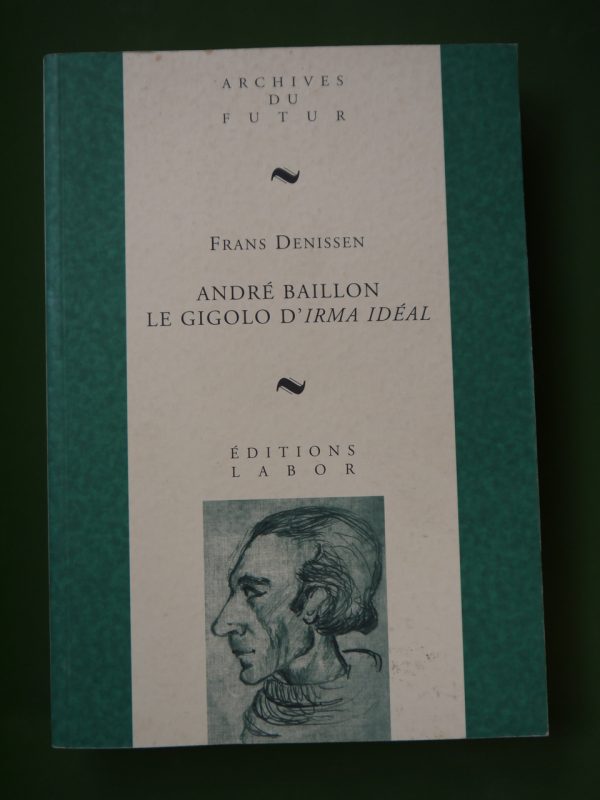 ARCHIVES
DU
FUTUR
FRANS DENISSEN
ANDRÉ BAILLON
LE GIGOLO D'IRMA IDÉAL
ÉDITIONS
LABOR